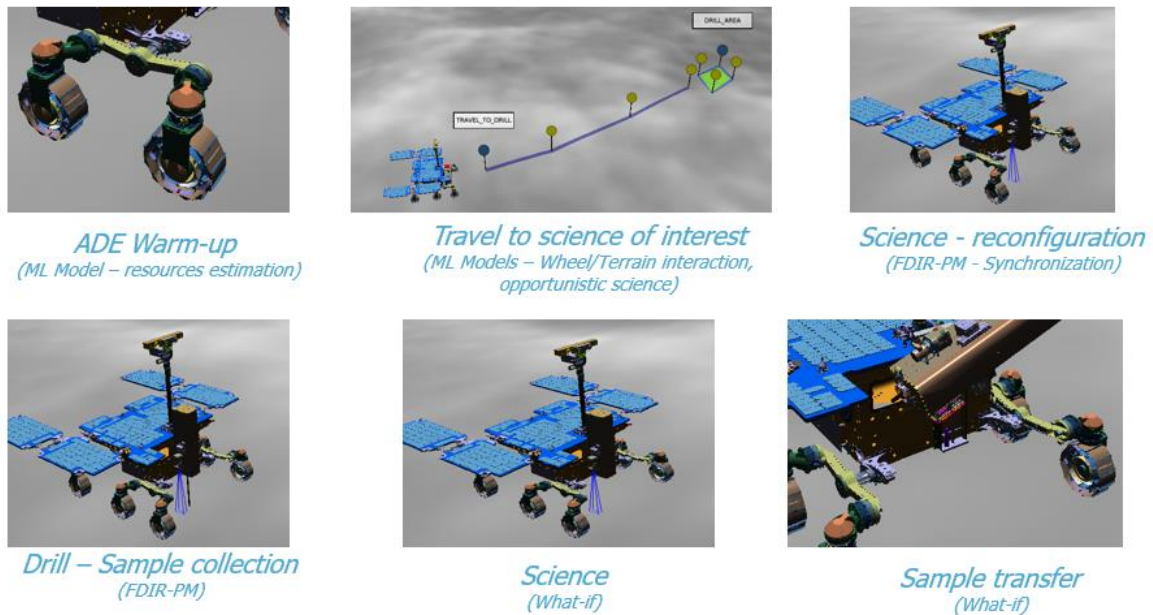 DRILL_AREA
TRAVEL_TO_DRILL
ADE Warm-up
(ML Model – resources estimation)
Travel to science of interest
(ML Models – Wheel/Terrain interaction,
opportunistic science)
Science - reconfiguration
(FDIR-PM - Synchronization)
Drill – Sample collection
(FDIR-PM)
Science
(What-if)
Sample transfer
(What-if)